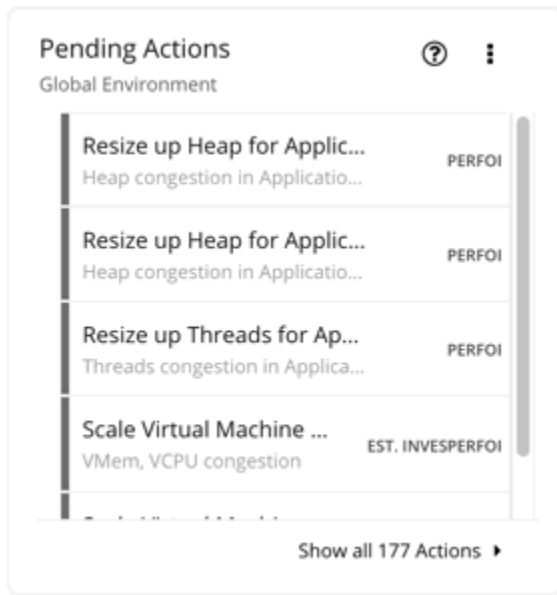 Pending Actions
Global Environment
Resize up Heap for Applic...
Heap congestion in Applicatio...
PERFOI
Resize up Heap for Applic...
Heap congestion in Applicatio...
PERFOI
Resize up Threads for Ap...
Threads congestion in Applica...
PERFOI
Scale Virtual Machine ...
VMem, VCPU congestion
EST. INVESPERFOI
Show all 177 Actions